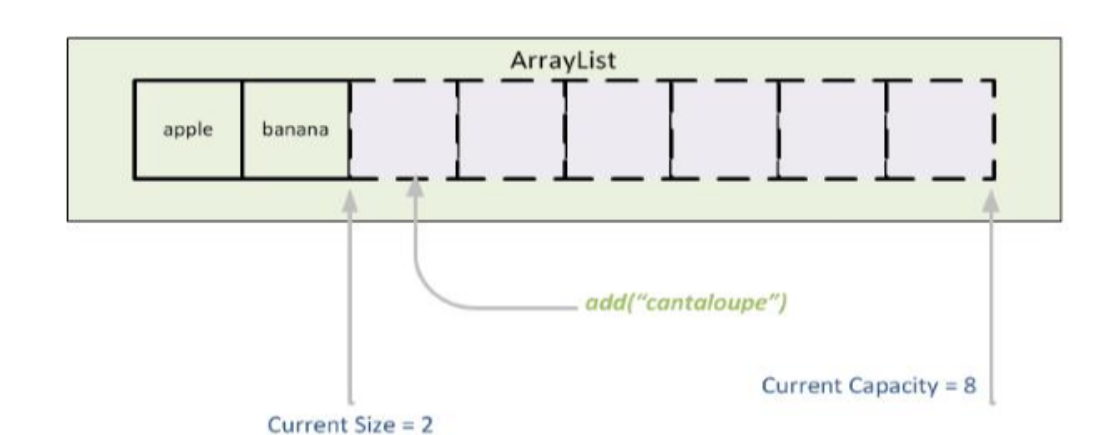 ArrayList
apple
banana
add(“cantaloupe”)
Current Capacity = 8
Current Size = 2